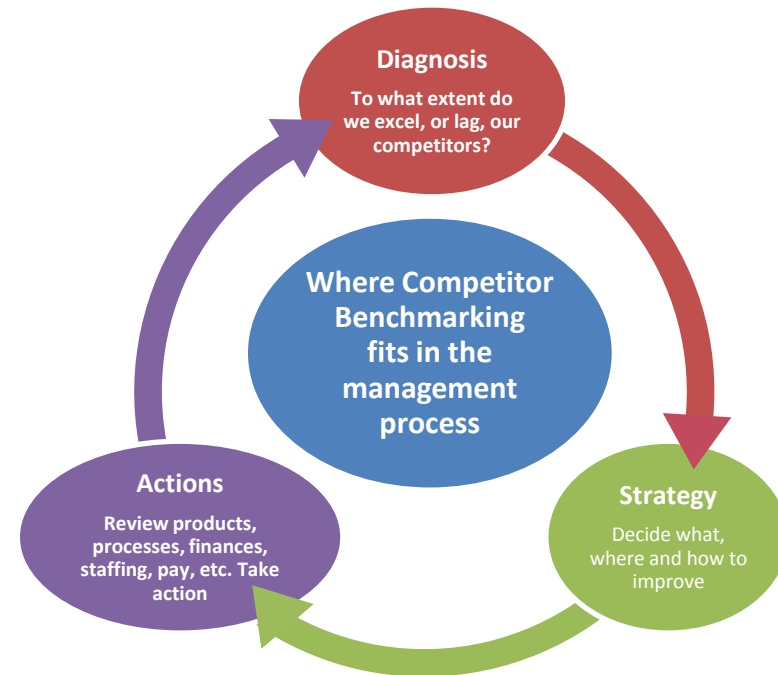 Diagnosis
To what extent do
we excel, or lag, our
competitors?
Where Competitor
Benchmarking
fits in the
management
process
Strategy
Decide what,
where and how to
improve
Actions
Review products,
processes, finances,
staffing, pay, etc. Take
action